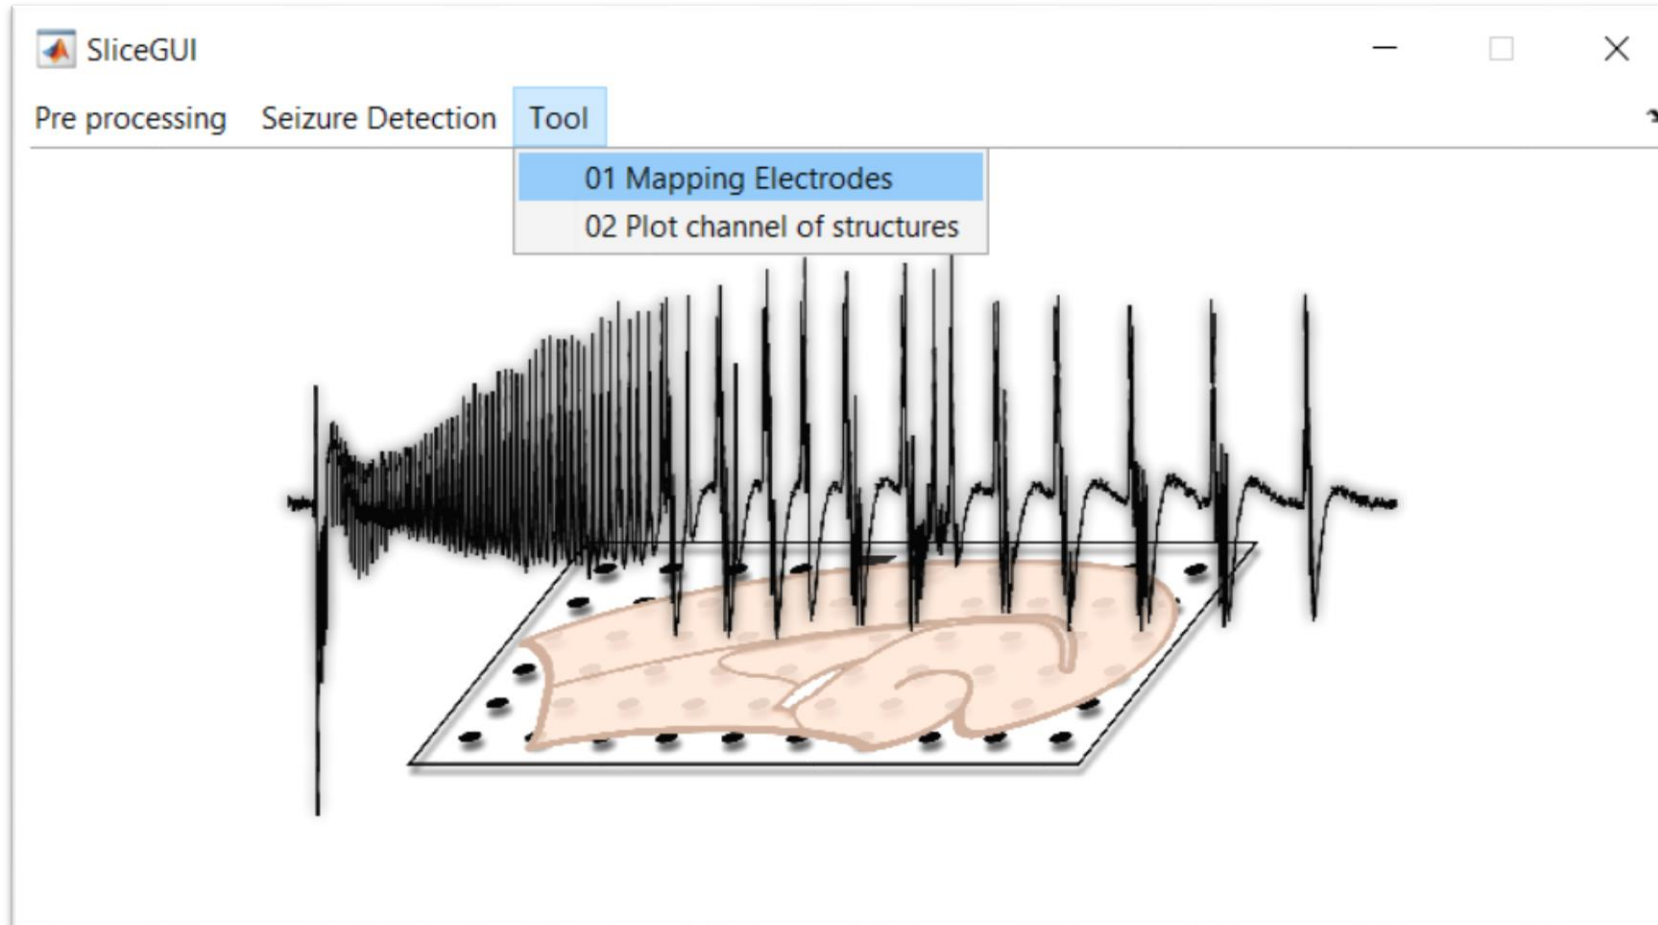 SliceGUI
Pre processing Seizure Detection Tool
01 Mapping Electrodes
02 Plot channel of structures